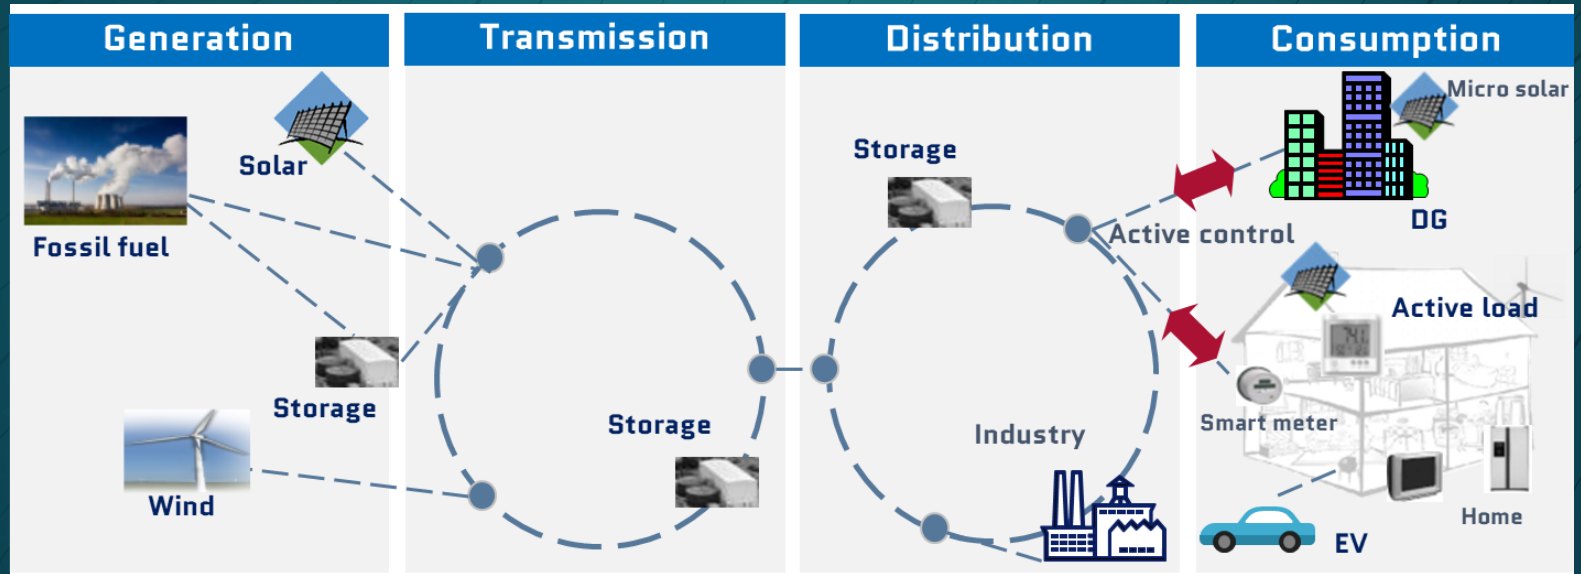 Generation
Transmission
Distribution
Consumption
Solar
Fossil fuel
Storage
Wind
Storage
Storage
Industry
Active control
Micro solar
DG
Active load
Smart meter
Home
EV